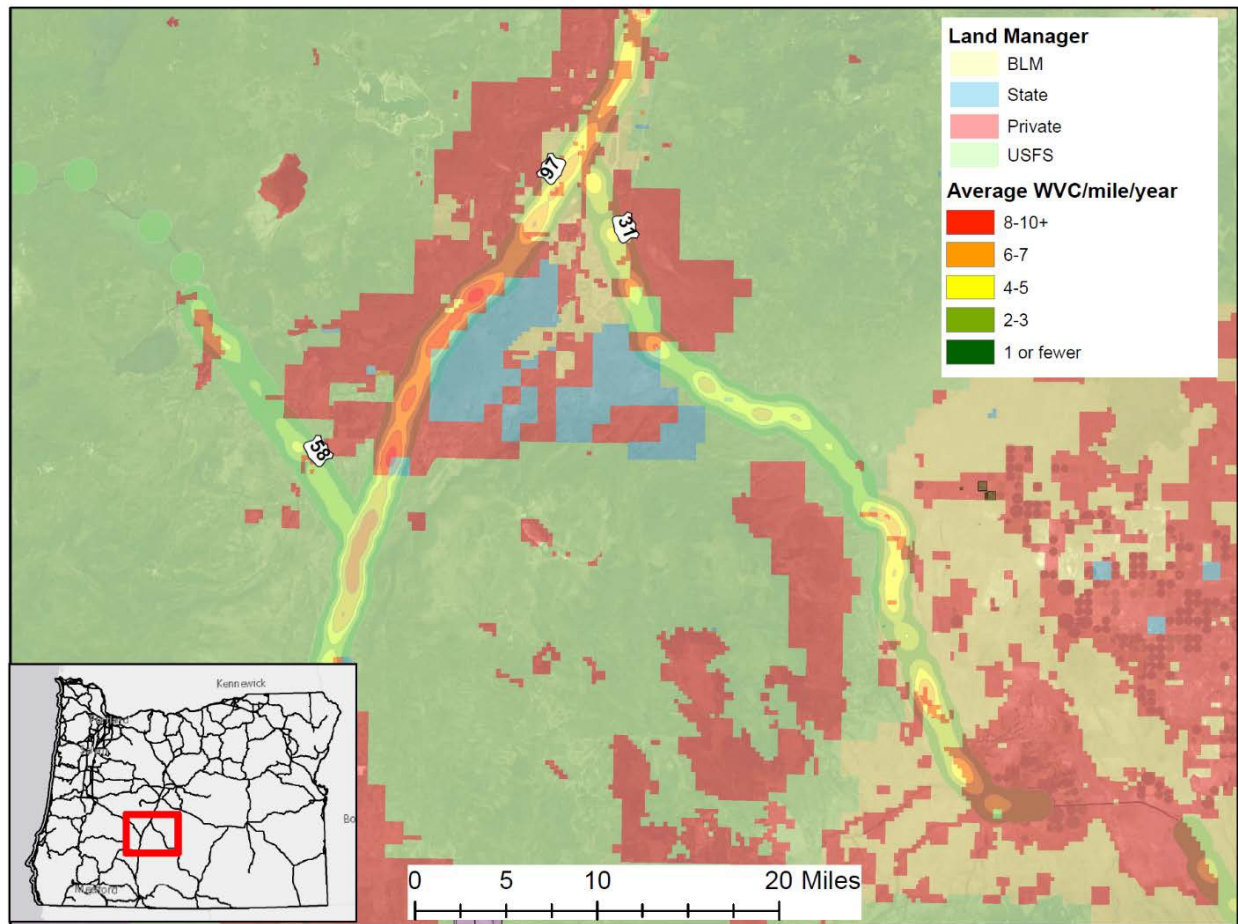 Land Manager
BLM
State
Private
USFS
Average WVC/mile/year
8-10+
6-7
4-5
2-3
1 or fewer
97
31
58
Kennewick
Bo
0 5 10 20 Miles